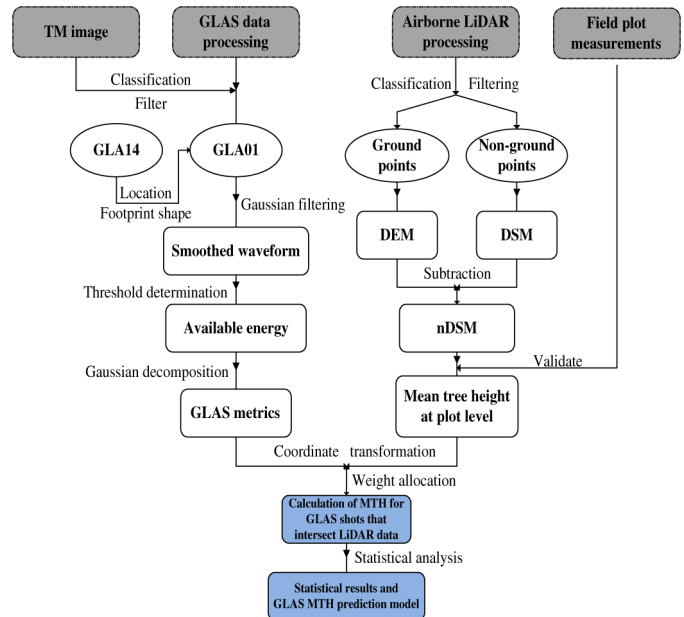 TM image
GLAS data
processing
Airborne LiDAR
processing
Field plot
measurements
Classification
Filter
Classification Filtering
GLA14
GLA01
Ground
points
Non-ground
points
Location
Footprint shape
Gaussian filtering
DEM
DSM
Smoothed waveform
Subtraction
Threshold determination
Available energy
nDSM
Validate
Gaussian decomposition
GLAS metrics
Mean tree height
at plot level
Coordinate transformation
Weight allocation
Calculation of MTH for
GLAS shots that
intersect LiDAR data
Statistical analysis
Statistical results and
GLAS MTH prediction model